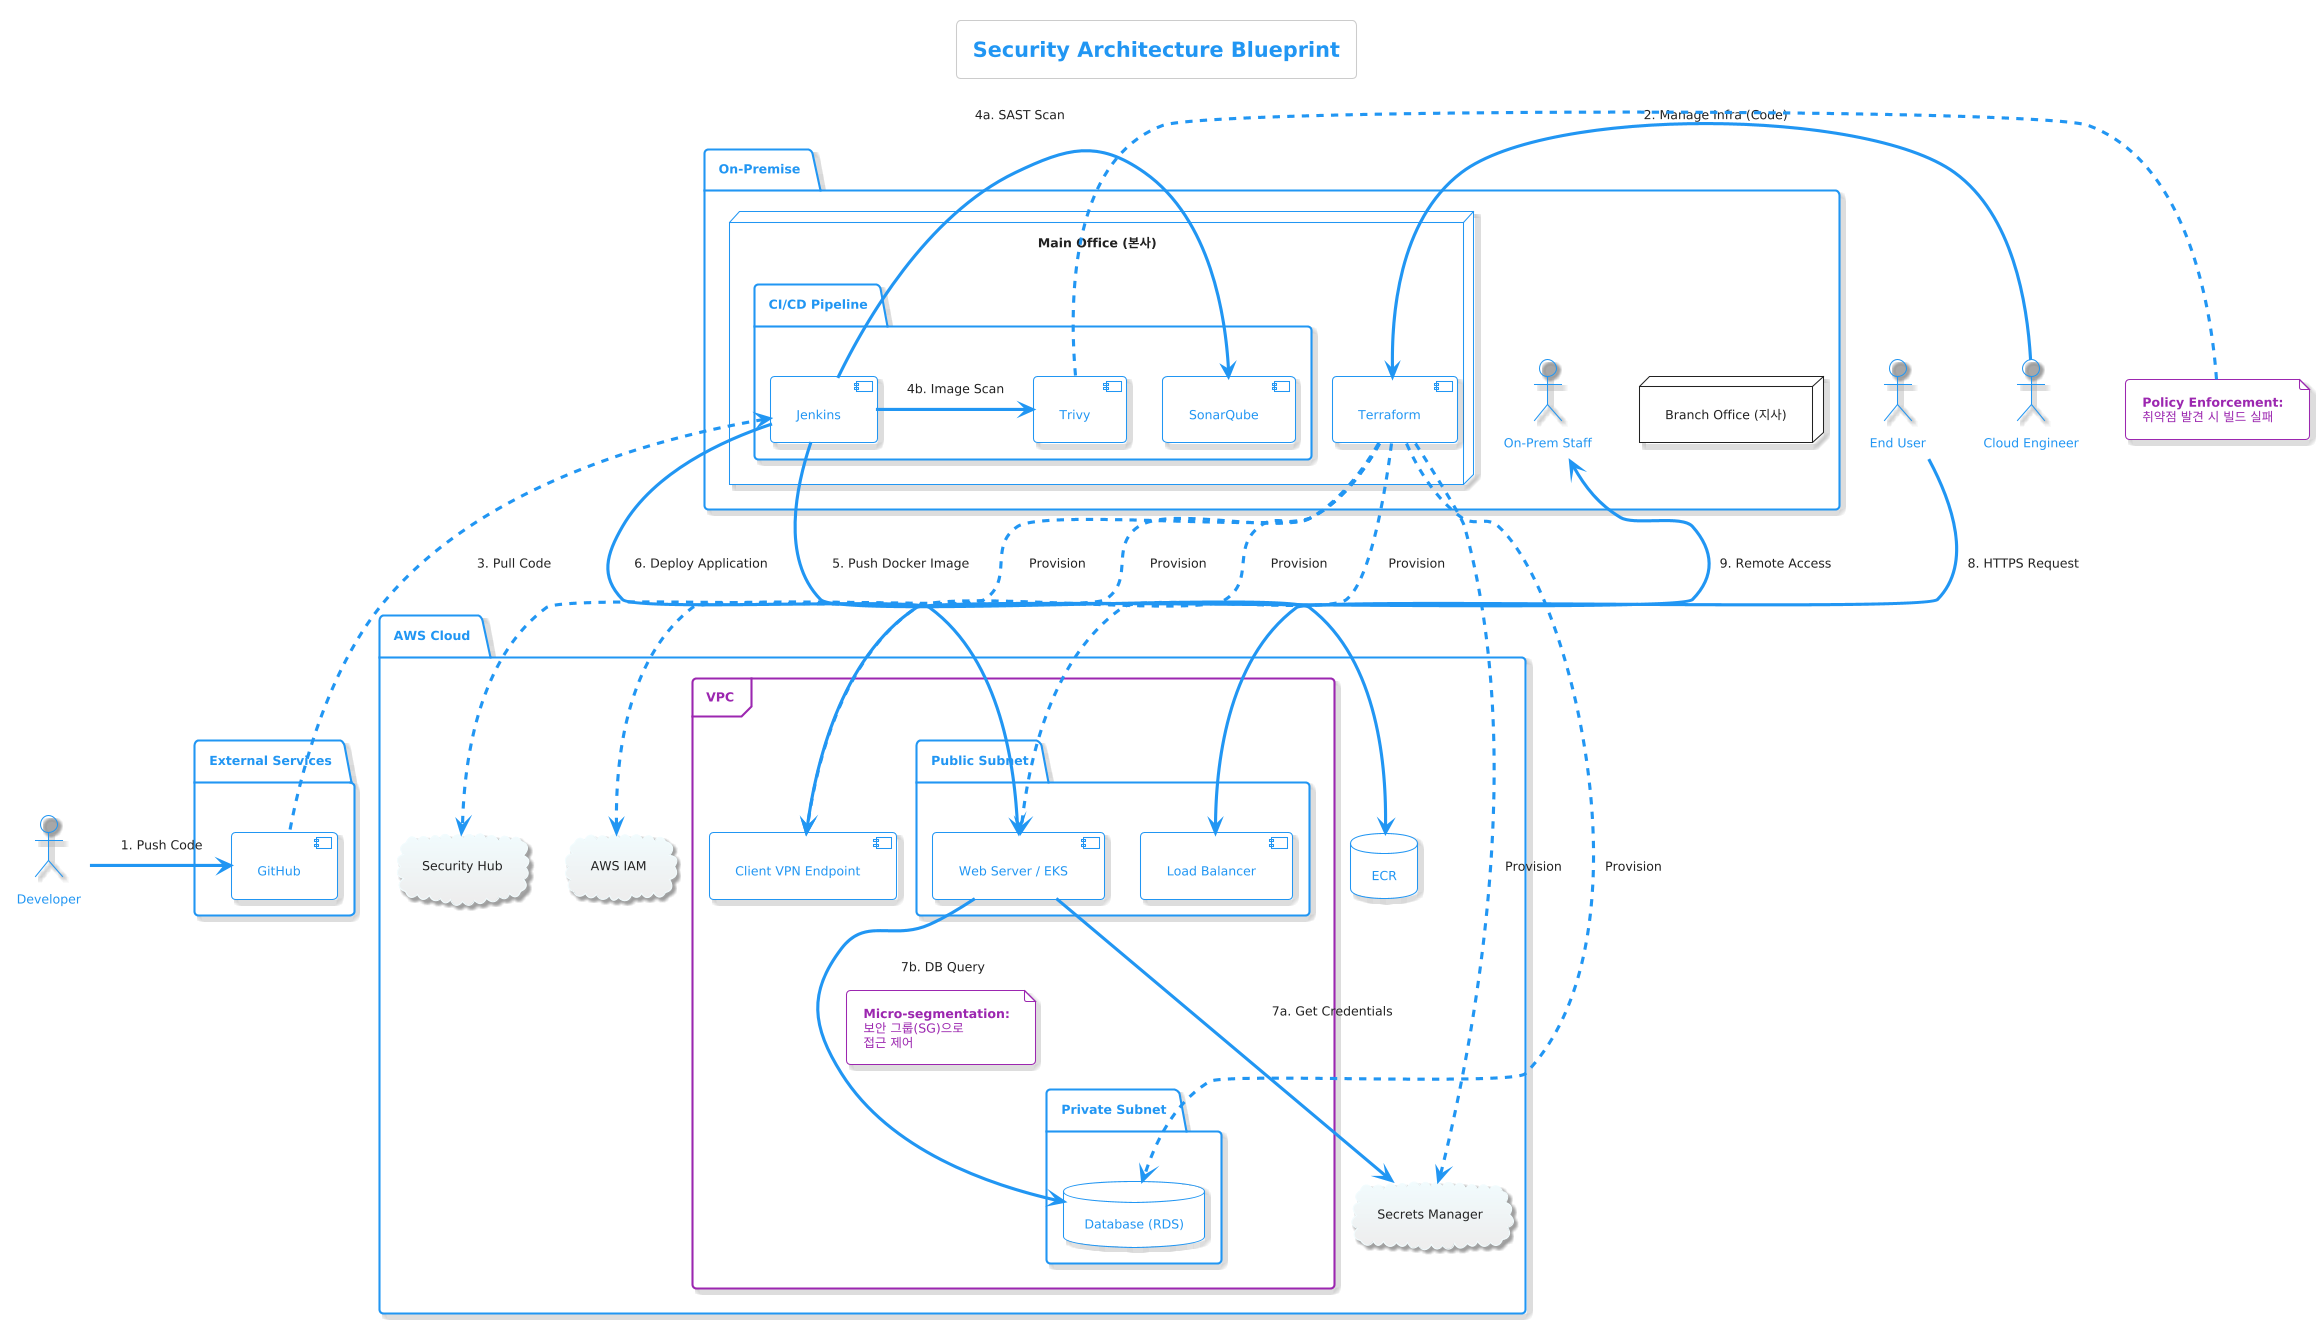 Security Architecture Blueprint
4a. SAST Scan
2. Manage Infra (Code)
On-Premise
Main Office (본사)
CI/CD Pipeline
Jenkins
4b. Image Scan
Trivy
SonarQube
Terraform
On-Prem Staff
Branch Office (지사)
End User
Cloud Engineer
Policy Enforcement:
취약점 발견 시 빌드 실패
3. Pull Code
6. Deploy Application
5. Push Docker Image
Provision
Provision
Provision
Provision
9. Remote Access
8. HTTPS Request
AWS Cloud
VPC
External Services
Public Subnet
Developer
1. Push Code
GitHub
Security Hub
AWS IAM
Client VPN Endpoint
Web Server / EKS
Load Balancer
ECR
Provision
Provision
7b. DB Query
7a. Get Credentials
Micro-segmentation:
보안 그룹(SG)으로
접근 제어
Private Subnet
Database (RDS)
Secrets Manager